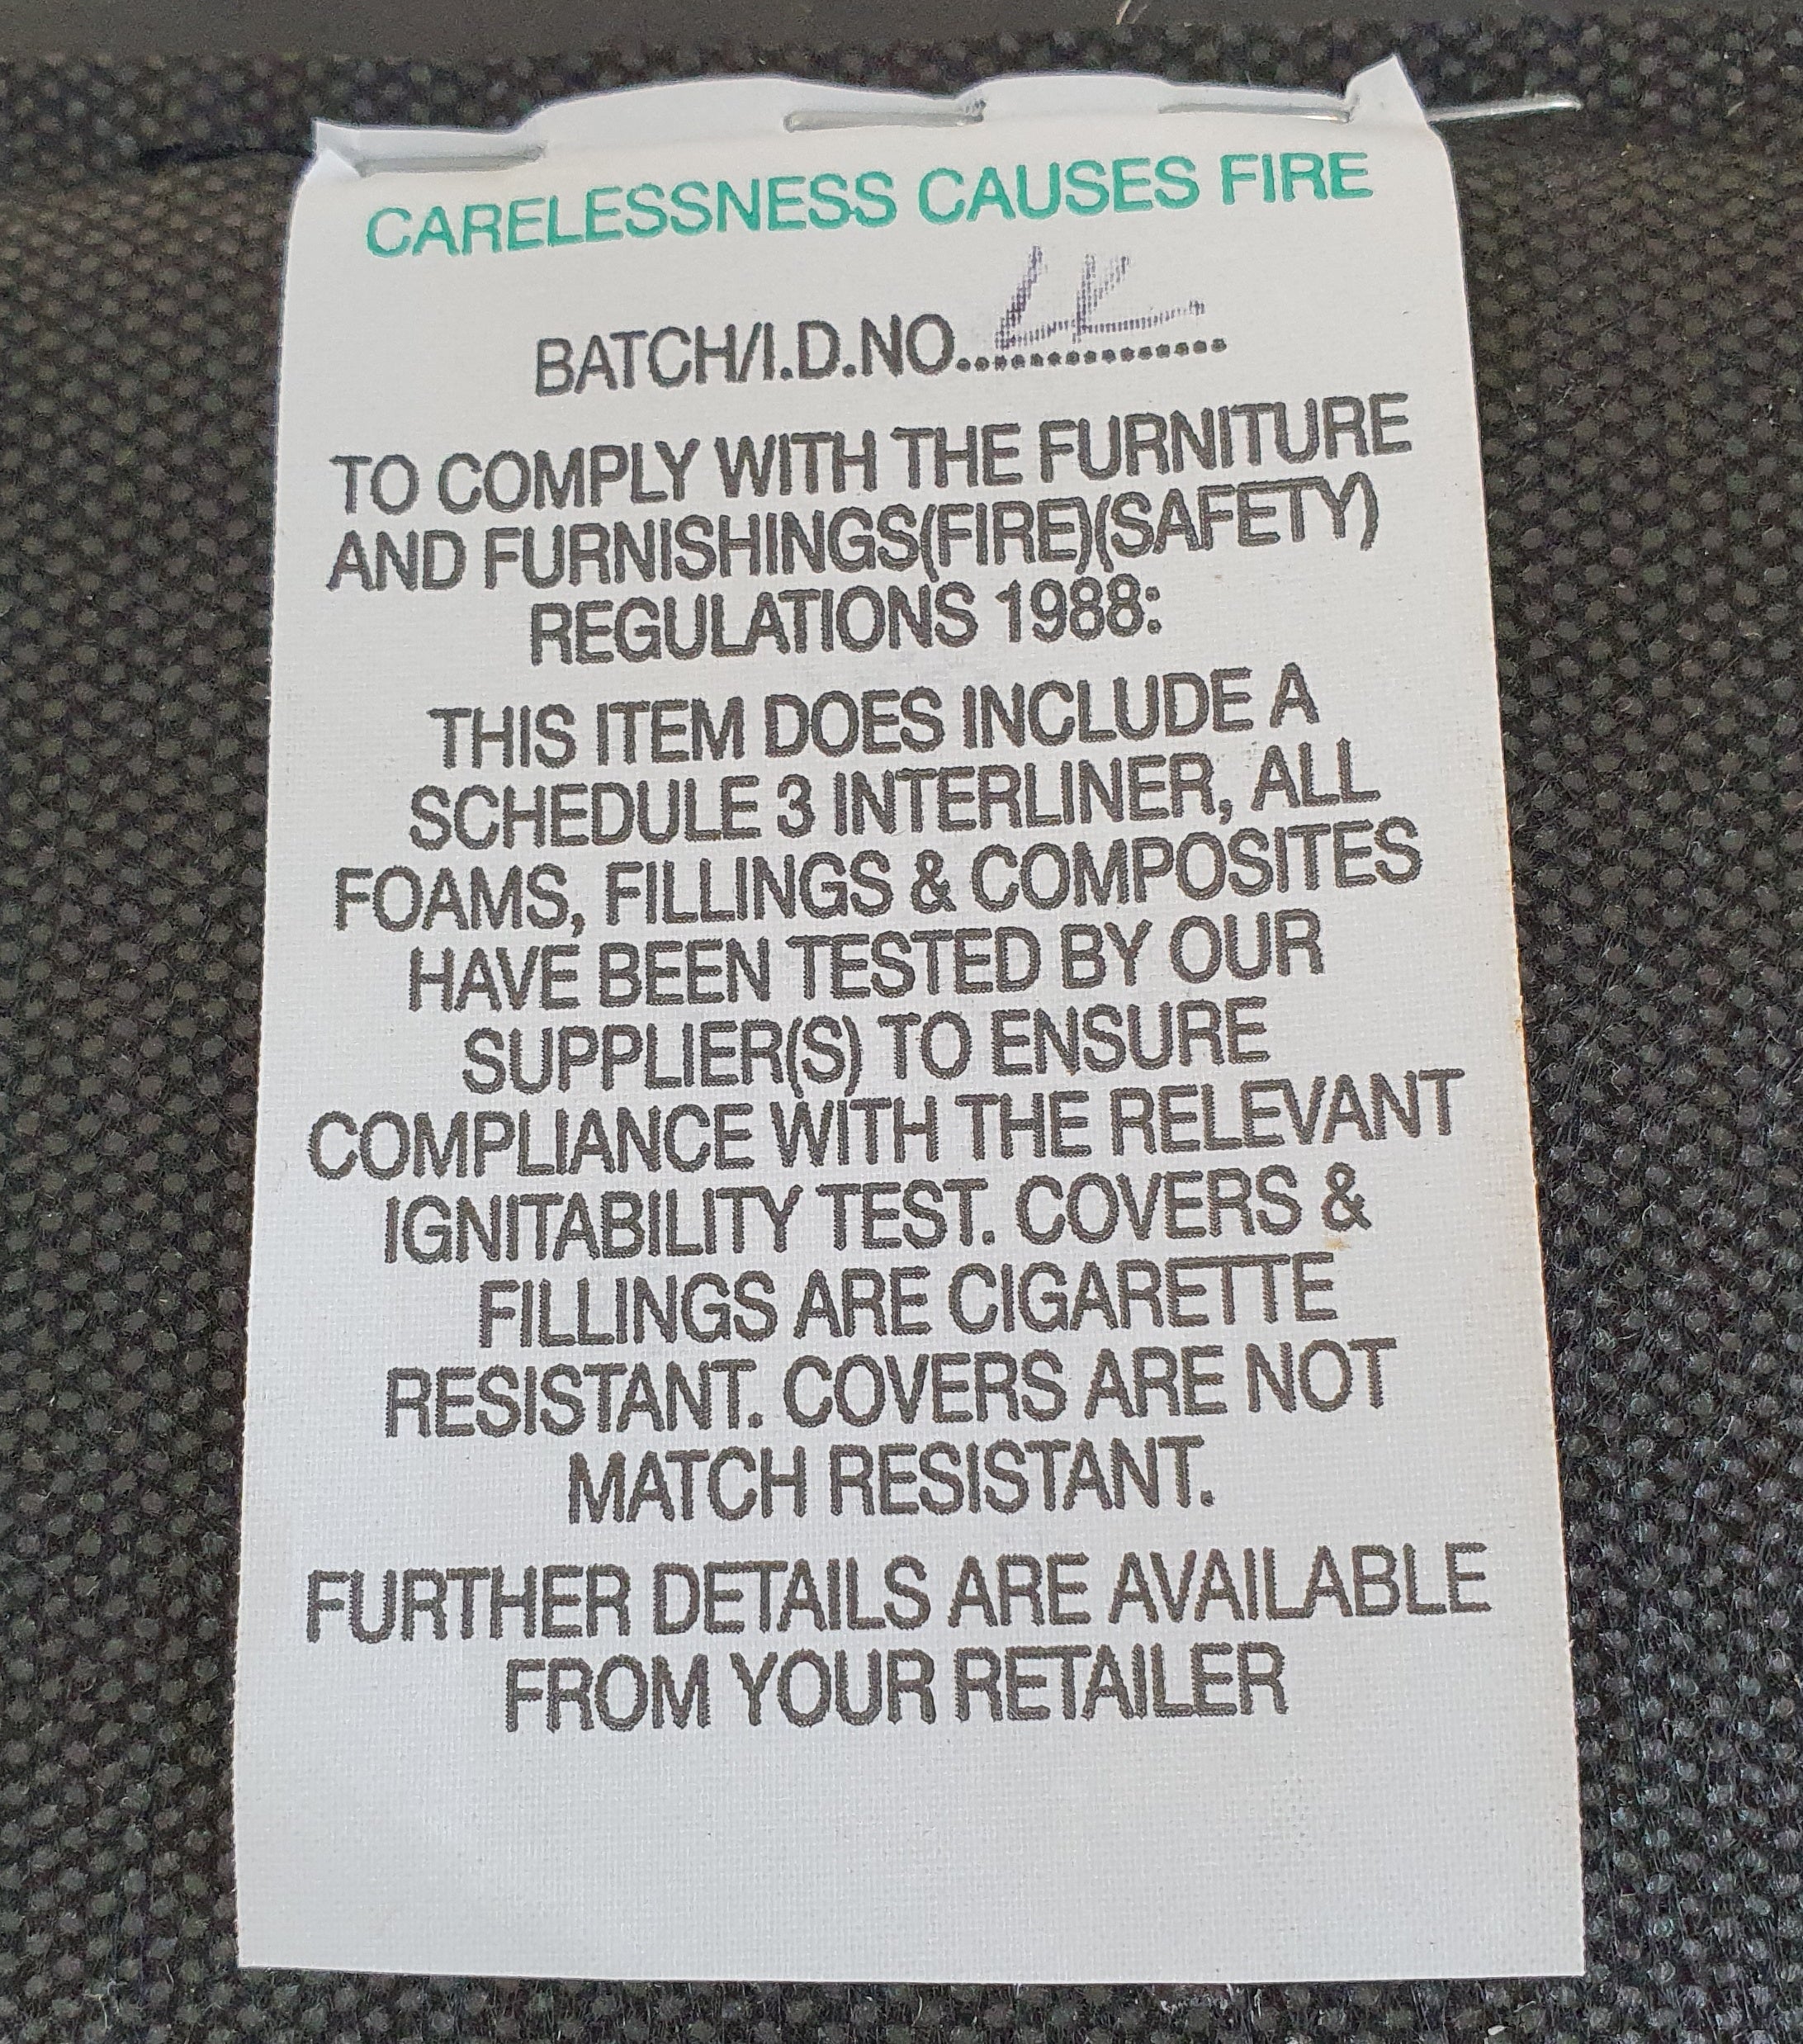 CARELESSNESS CAUSES FIRE
BATCH/I.D.NO................
TO COMPLY WITH THE FURNITURE
AND FURNISHINGS(FIRE)(SAFETY)
REGULATIONS 1988:
THIS ITEM DOES INCLUDE A
SCHEDULE 3 INTERLINER, ALL
FOAMS, FILLINGS & COMPOSITES
HAVE BEEN TESTED BY OUR
SUPPLIER(S) TO ENSURE
COMPLIANCE WITH THE RELEVANT
IGNITABILITY TEST. COVERS &
FILLINGS ARE CIGARETTE
RESISTANT. COVERS ARE NOT
MATCH RESISTANT.
FURTHER DETAILS ARE AVAILABLE
FROM YOUR RETAILER